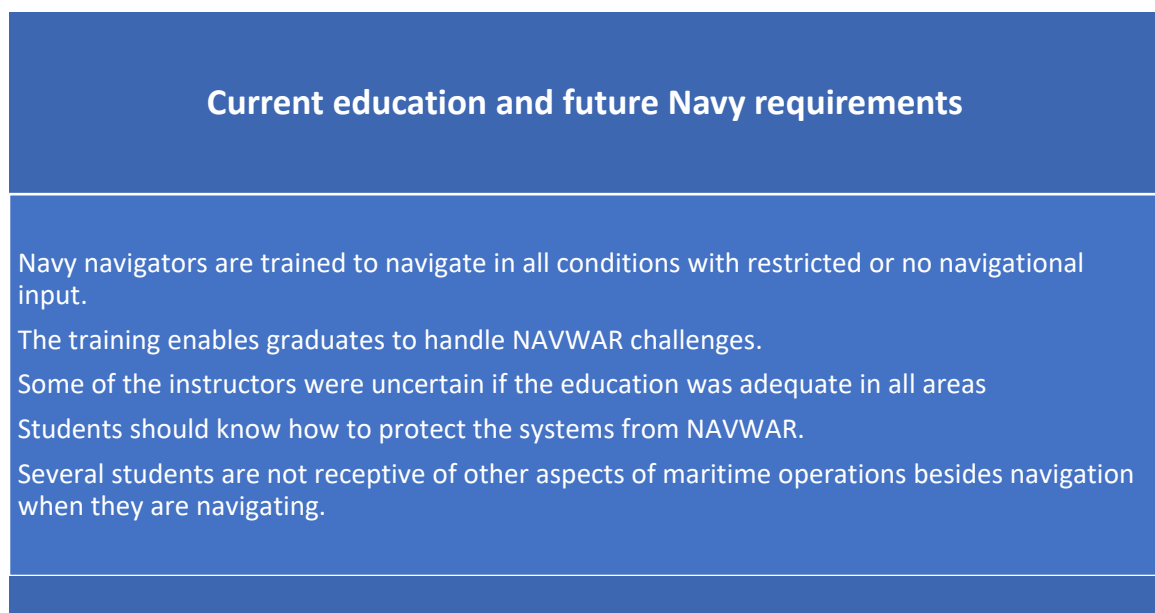 Current education and future Navy requirements
Navy navigators are trained to navigate in all conditions with restricted or no navigational
input.
The training enables graduates to handle NAVWAR challenges.
Some of the instructors were uncertain if the education was adequate in all areas
Students should know how to protect the systems from NAVWAR.
Several students are not receptive of other aspects of maritime operations besides navigation
when they are navigating.